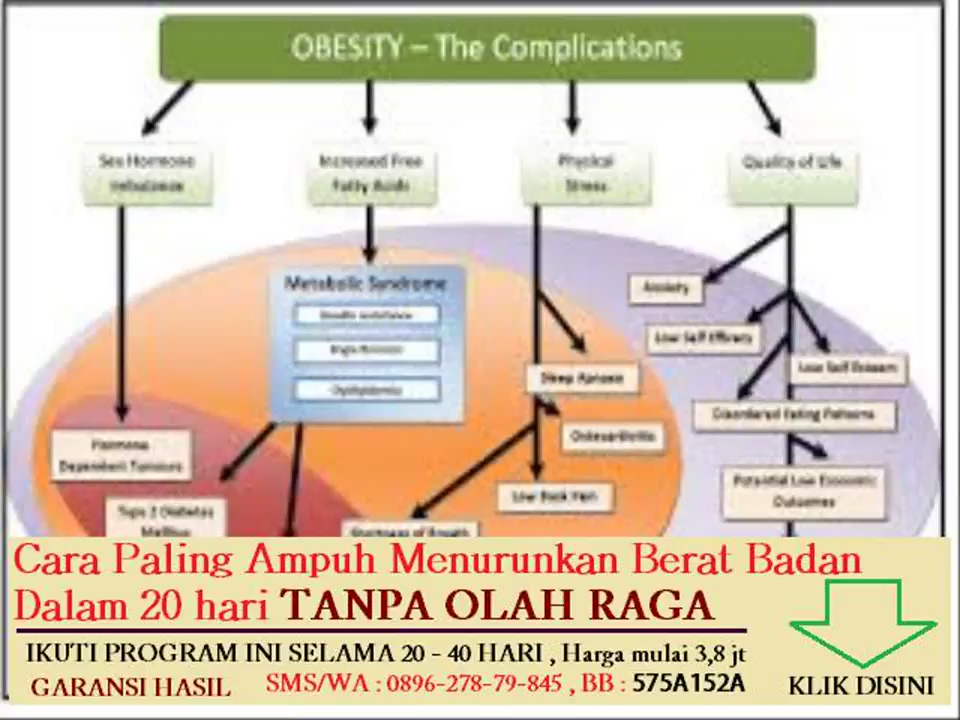 OBESITY – The Complications
Sex Hormone
Imbalance
Increased Free
Fatty Acids
Physical
Stress
Quality of Life
Metabolic Syndrome
Dyslipidemia
Anxiety
Low Self Efficacy
Low Self Esteem
Sleep Apnoea
Disordered Eating Patterns
Osteoarthritis
Hormone
Dependent Tumours
Low Back Pain
Potential Low Economic
Outcomes
Type 2 Diabetes
Mellitus
Shortness of Breath
Cara Paling Ampuh Menurunkan Berat Badan
Dalam 20 hari TANPA OLAH RAGA
IKUTI PROGRAM INI SELAMA 20 - 40 HARI , Harga mulai 3,8 jt
GARANSI HASIL SMS/WA : 0896-278-79-845 , BB : 575A152A
KLIK DISINI